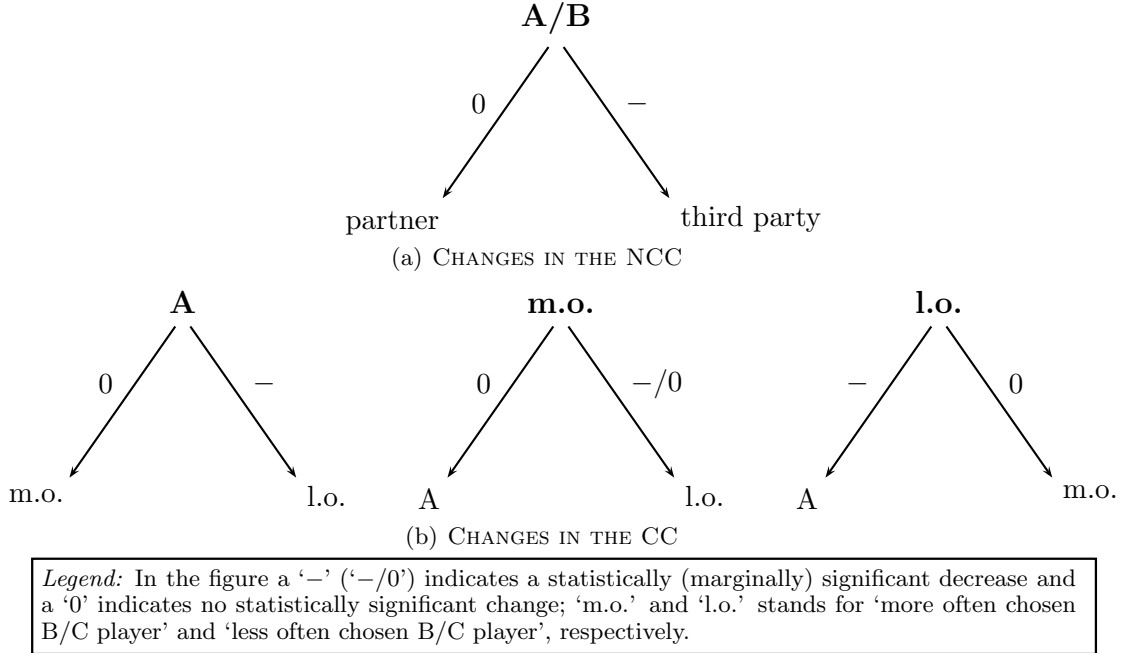 A/B
0 −
partner third party
(a) CHANGES IN THE NCC
A m.o. l.o.
0 − 0 −/0 − 0
m.o. l.o. A l.o. A m.o.
(b) CHANGES IN THE CC
Legend: In the figure a ‘−’ (‘−/0’) indicates a statistically (marginally) significant decrease and
a ‘0’ indicates no statistically significant change; ‘m.o.’ and ‘l.o.’ stands for ‘more often chosen
B/C player’ and ‘less often chosen B/C player’, respectively.